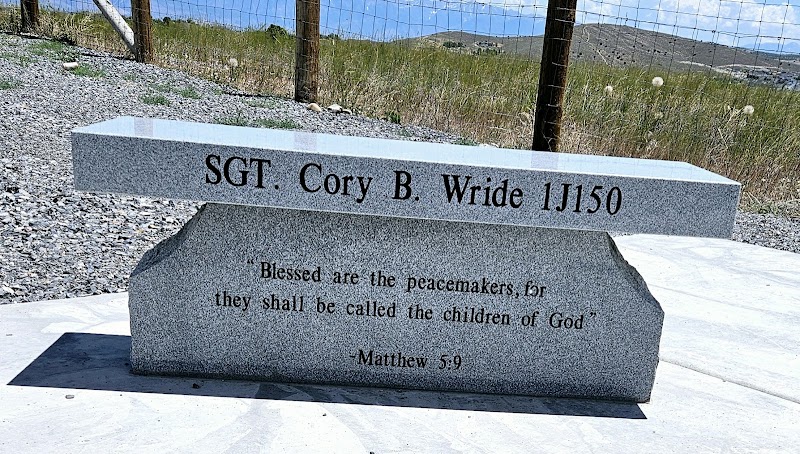 SGT. Cory B. Wride 1J150
"Blessed are the peacemakers, for
they shall be called the children of God"
-Matthew 5:9